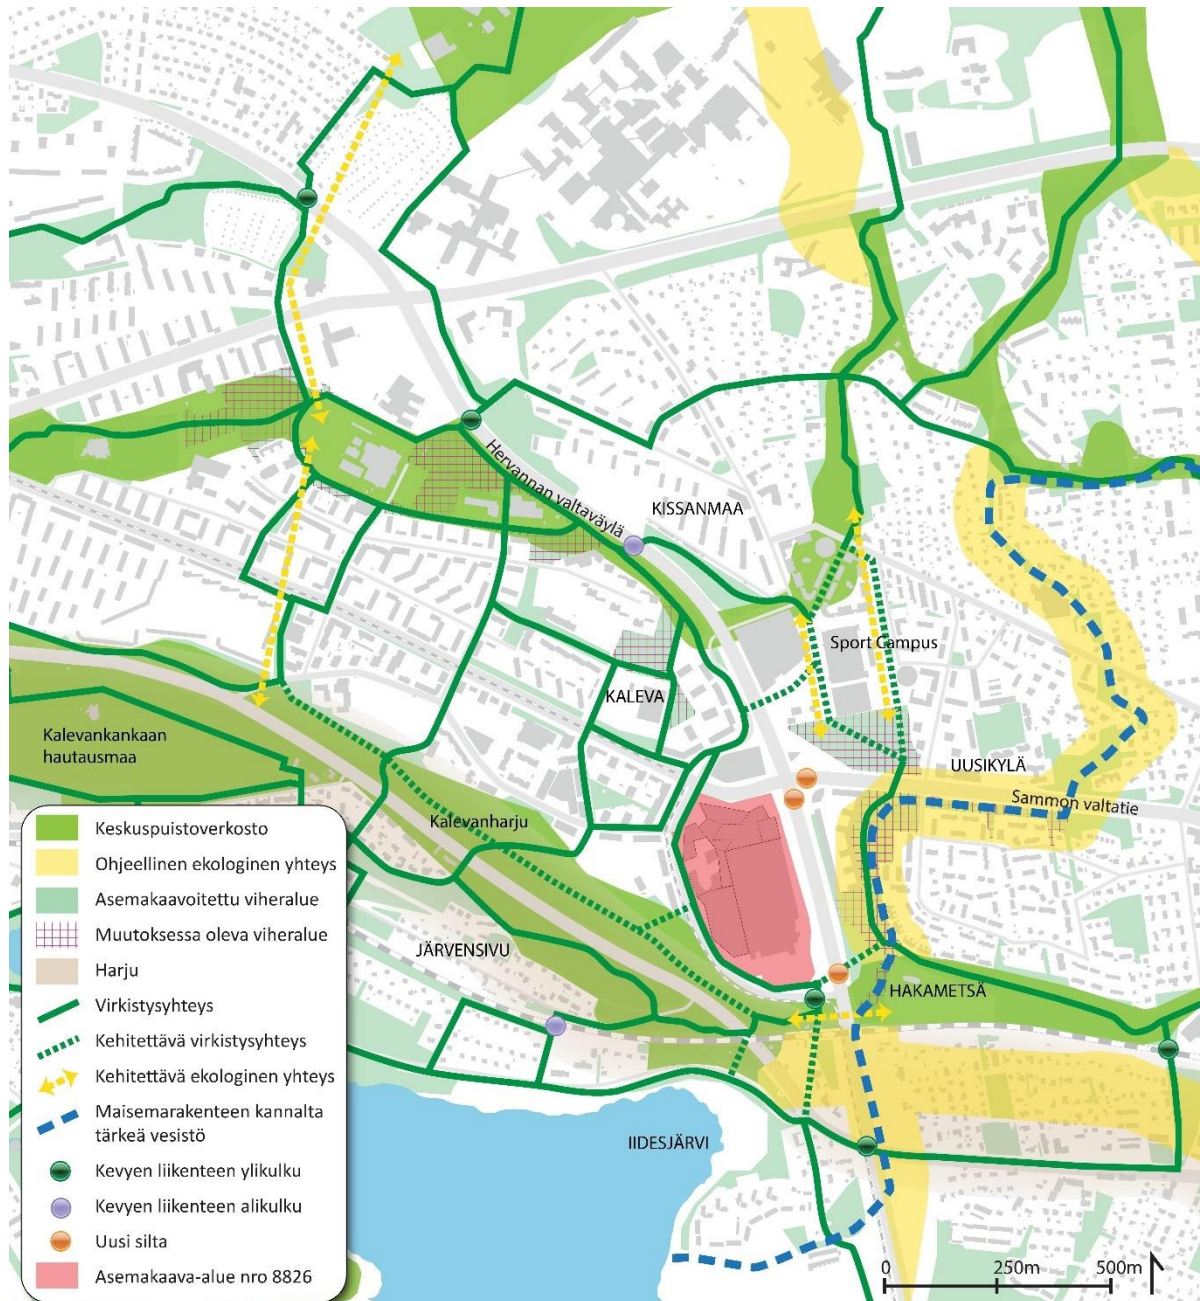 Hervannan valtaväylä
KISSANMAA
Sport Campus
KALEVA
Kalevankankaan
hautausmaa
UUSIKYLÄ
Sammon valtatie
Kalevanharju
JÄRVENSIVU
HAKAMETSÄ
IIDESJÄRVI
Keskuspuistoverkosto
Ohjeellinen ekologinen yhteys
Asemakaavoitettu viheralue
Muutoksessa oleva viheralue
Harju
Virkistysyhteys
Kehitettävä virkistysyhteys
Kehitettävä ekologinen yhteys
Maisemarakenteen kannalta
tärkeä vesistö
Kevyen liikenteen ylikulku
Kevyen liikenteen alikulku
Uusi silta
Asemakaava-alue nro 8826
0 250m 500m